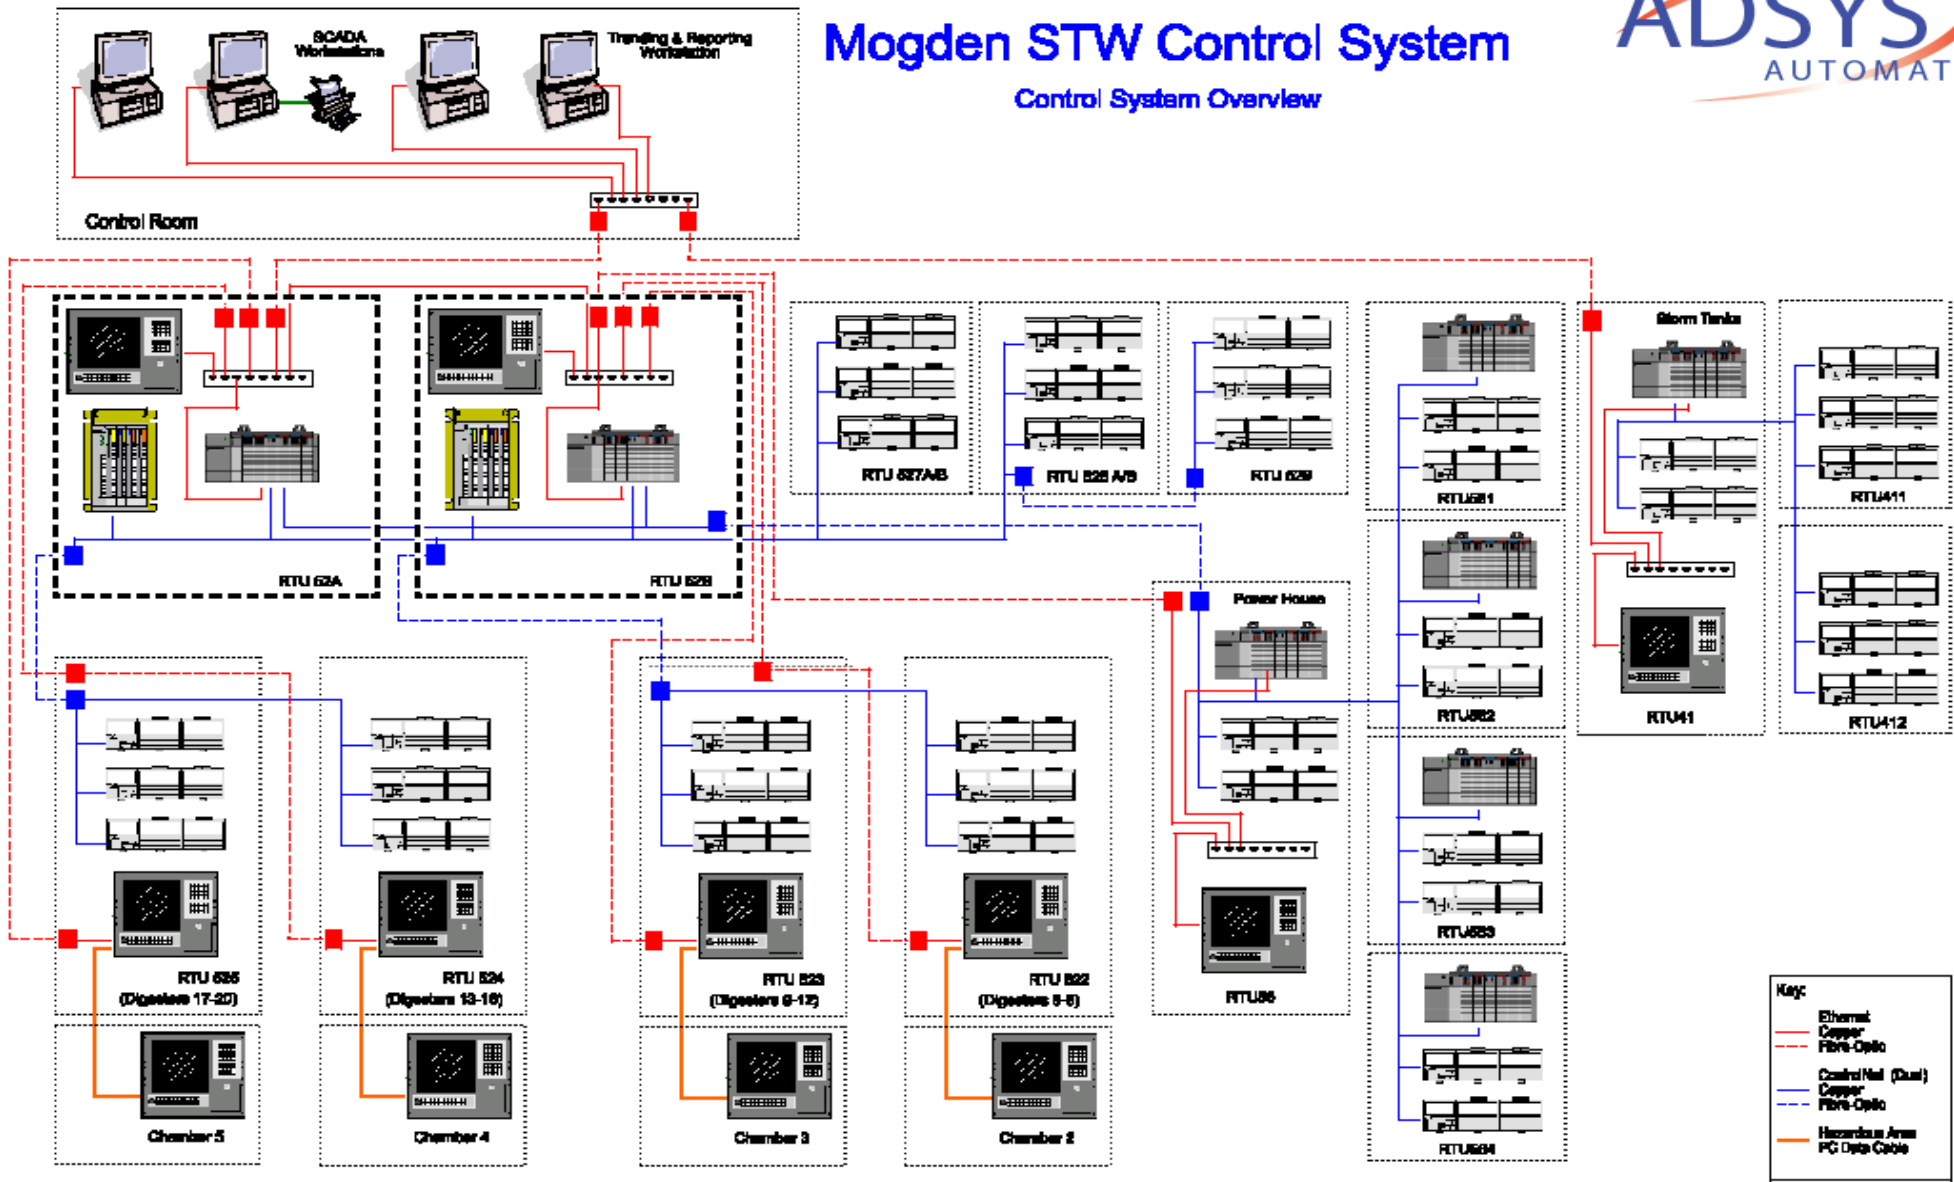 Mogden STW Control System
Control System Overview
ADSYS
AUTOMAT
SCADA
Workstations
Trending & Reporting
Workstation
Control Room
RTU 52A
RTU 52B
RTU 527A/B
RTU 528 A/B
RTU 529
RTU561
Storm Tanks
RTU411
RTU562
RTU41
RTU412
Power House
RTU563
RTU 525
(Digesters 17-20)
RTU 524
(Digesters 13-16)
RTU 523
(Digesters 9-12)
RTU 522
(Digesters 5-8)
RTU56
Chamber 5
Chamber 4
Chamber 3
Chamber 2
RTU564
Key:
Ethernet
Copper
Fibre-Optic
ControlNet (Dual)
Copper
Fibre-Optic
Hazardous Area
PC Data Cable